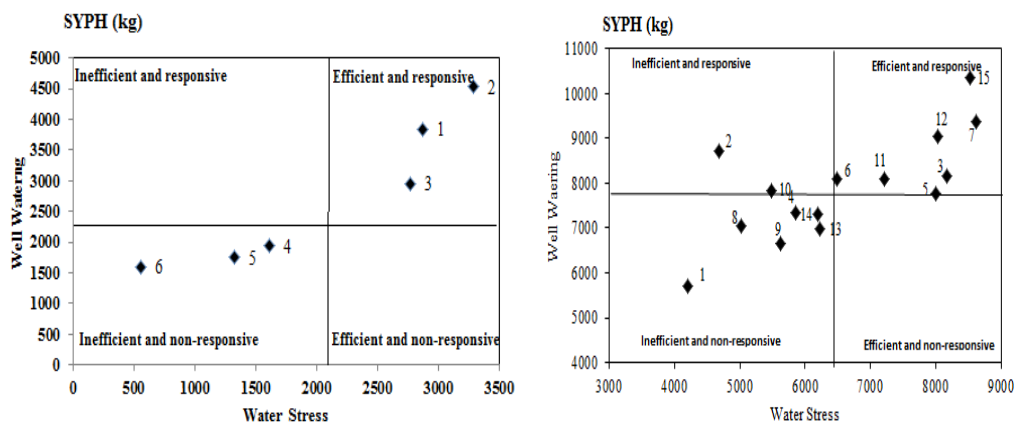 SYPH (kg)
5000
4500
4000
3500
3000
2500
2000
1500
1000
500
0
Well Waterng
Inefficient and responsive
Efficient and responsive
2
1
3
4
5
6
Inefficient and non-responsive
Efficient and non-responsive
0 500 1000 1500 2000 2500 3000 3500
Water Stress
SYPH (kg)
11000
10000
9000
8000
7000
6000
5000
4000
Well Waering
Inefficient and responsive
Efficient and responsive
15
12
7
2
6
11
3
5
10
4
8
14
13
9
1
Inefficient and non-responsive
Efficient and non-responsive
3000 4000 5000 6000 7000 8000 9000
Water Stress